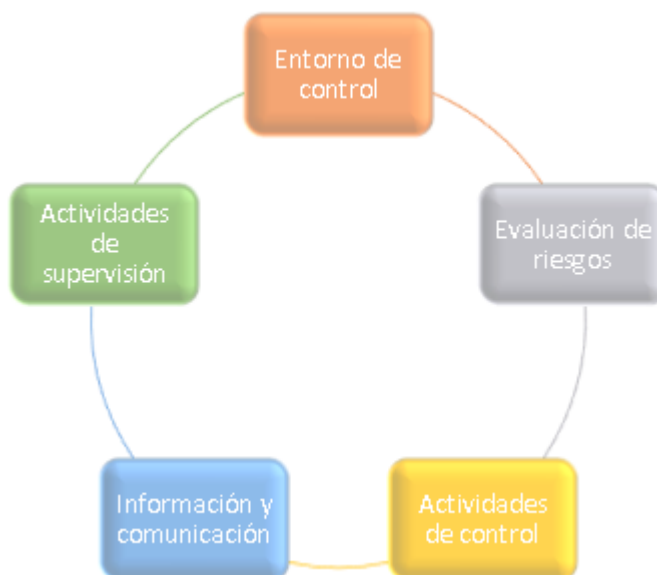 Entorno de
control
Evaluación de
riesgos
Actividades
de control
Información y
comunicación
Actividades
de
supervisión